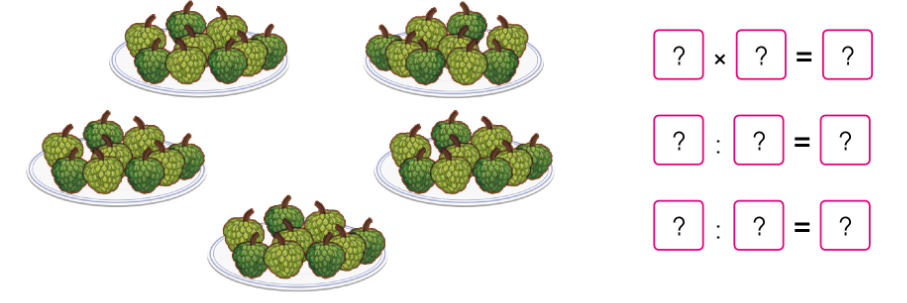 ? × ? = ?
? : ? = ?
? : ? = ?